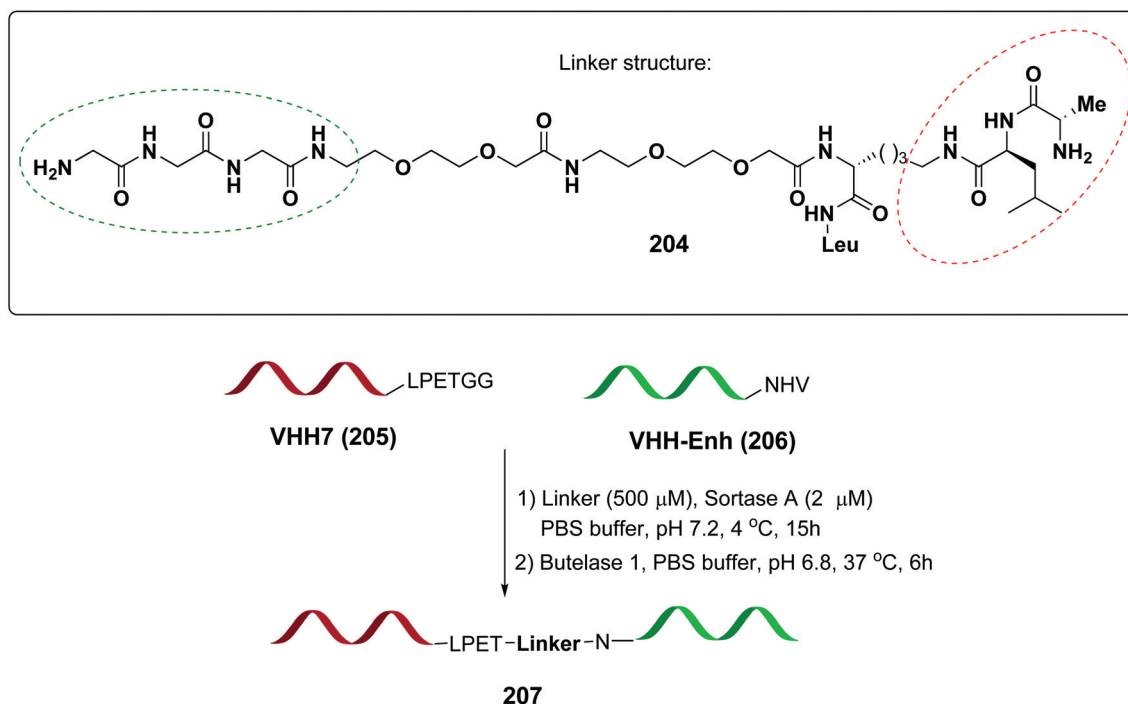 Linker structure:
H2N
O
H
N
O
N
H
O
H
N
O
O
O
N
H
O
O
O
H
N
HN
Leu
O
( )3
H
N
O
H
N
O
Me
NH2
204
LPETGG
NHV
VHH7 (205)
VHH-Enh (206)
1) Linker (500 μM), Sortase A (2 μM)
PBS buffer, pH 7.2, 4 °C, 15h
2) Butelase 1, PBS buffer, pH 6.8, 37 °C, 6h
LPET-Linker-N
207